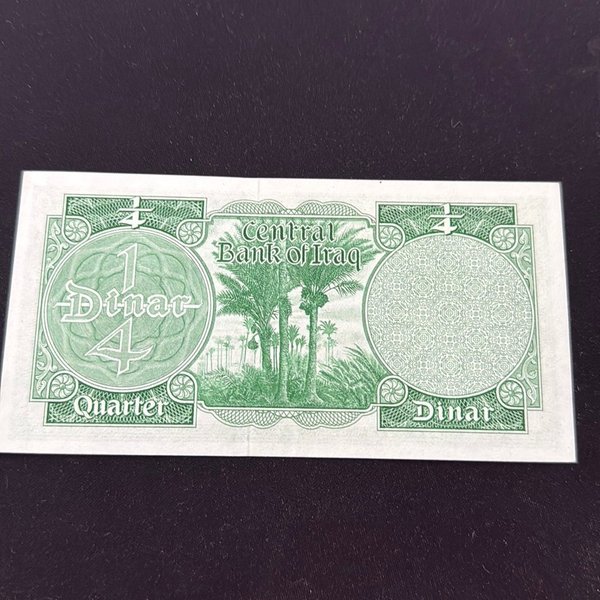 1/4
1/4
Central
Bank of Iraq
1
Dinar
4
Quarter
Dinar